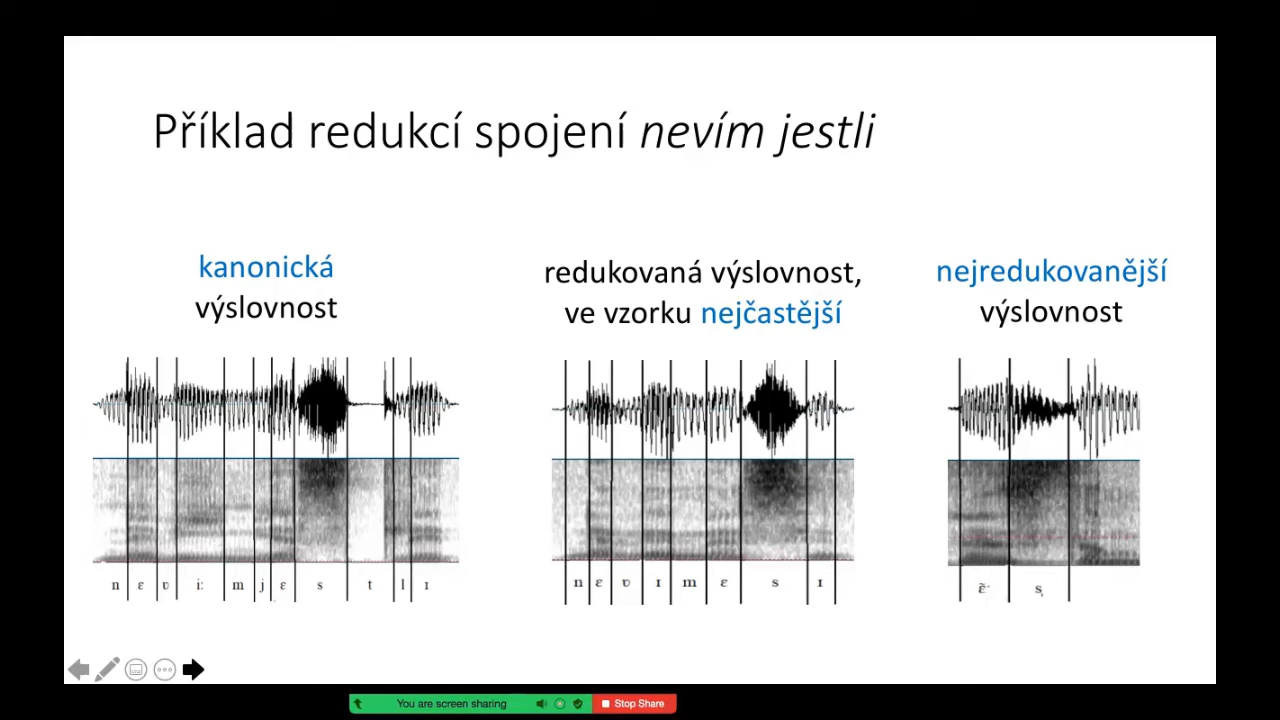 Příklad redukcí spojení nevím jestli
kanonická
výslovnost
redukovaná výslovnost,
ve vzorku nejčastější
nejredukovanější
výslovnost
n ɛ ʋ iː m j ɛ s t l ɪ
n ɛ ʋ ɪ m ɛ s ɪ
You are screen sharing
Stop Share